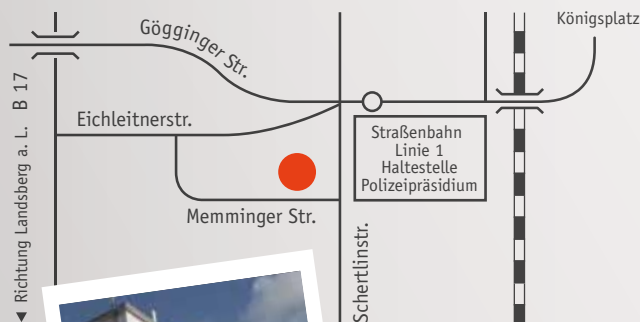 Königsplatz
Gögginger Str.
Eichleitnerstr.
Straßenbahn
Linie 1
Haltestelle
Polizeipräsidium
Memminger Str.
Schertlinstr.
◄ Richtung Landsberg a. L. B 17